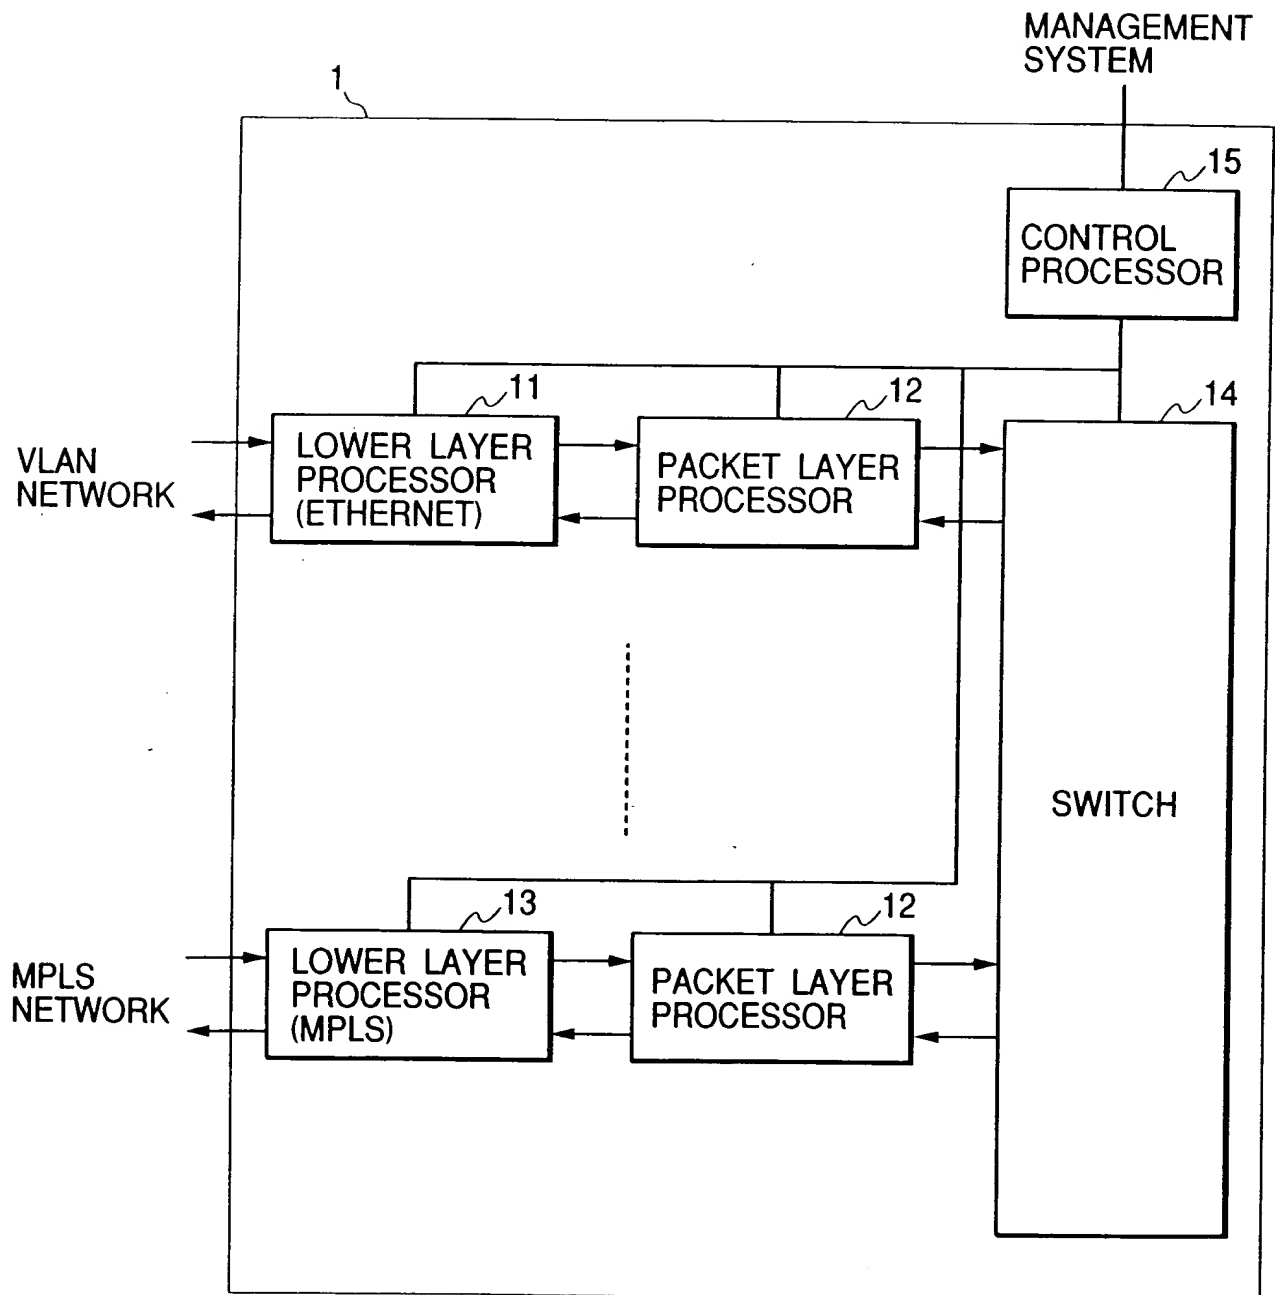 MANAGEMENT
SYSTEM
1
15
CONTROL
PROCESSOR
11
12
14
VLAN
NETWORK
LOWER LAYER
PROCESSOR
(ETHERNET)
PACKET LAYER
PROCESSOR
SWITCH
13
12
MPLS
NETWORK
LOWER LAYER
PROCESSOR
(MPLS)
PACKET LAYER
PROCESSOR